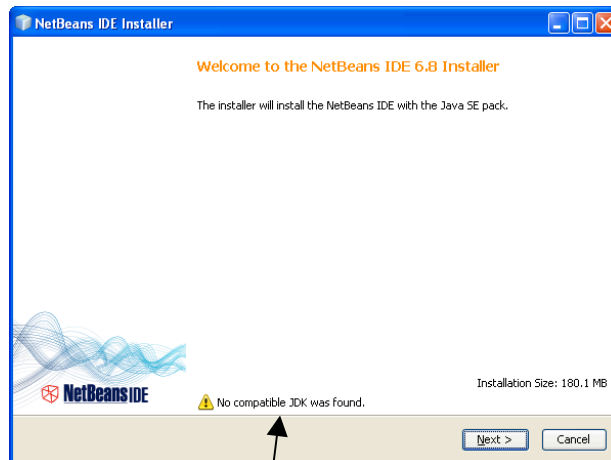 NetBeans IDE Installer
Welcome to the NetBeans IDE 6.8 Installer
The installer will install the NetBeans IDE with the Java SE pack.
Installation Size: 180.1 MB
NetBeans IDE
No compatible JDK was found.
Next >
Cancel